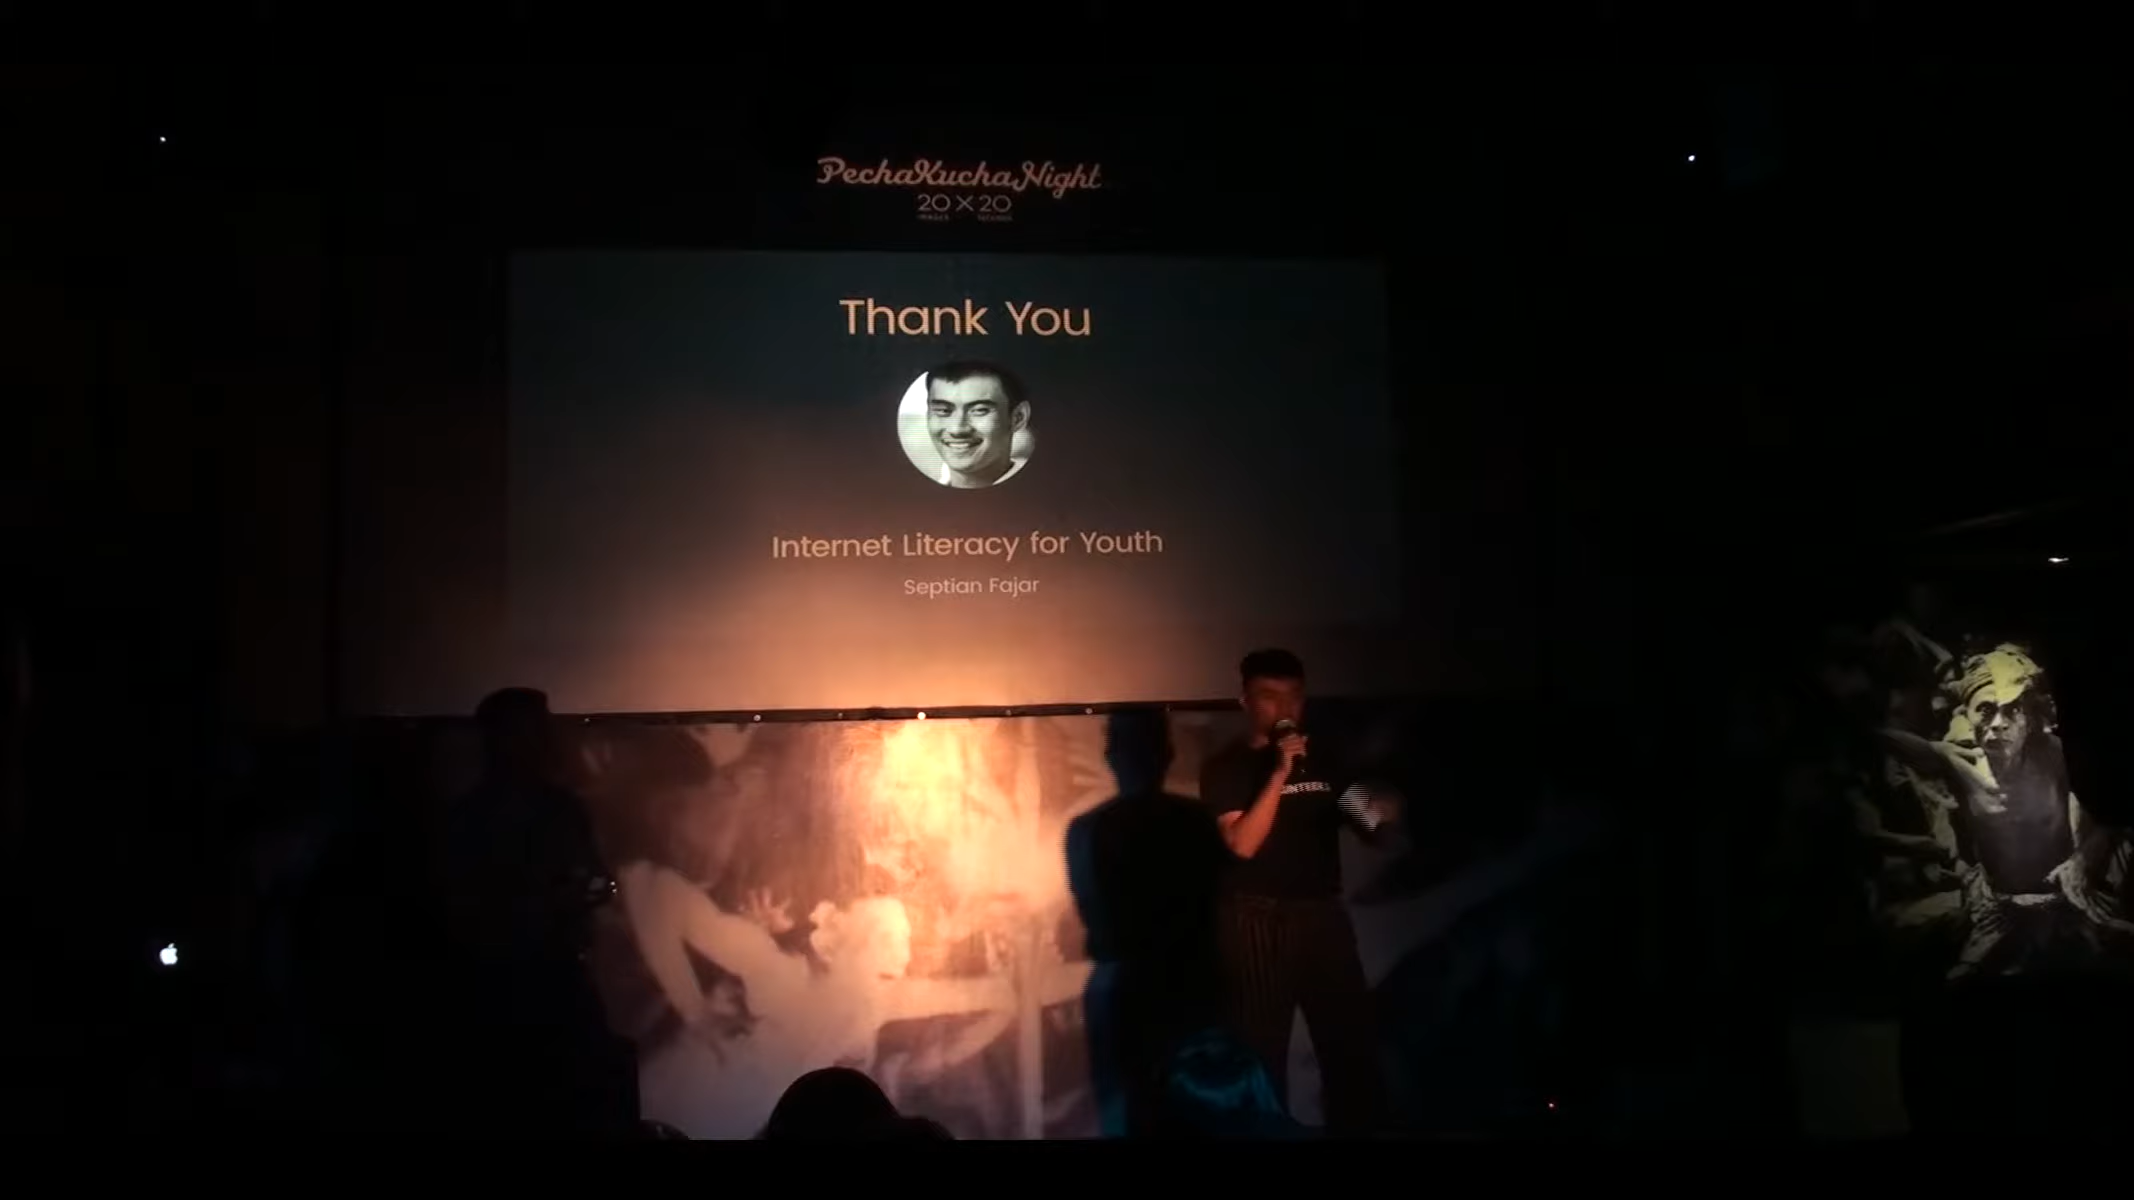 PechaKuchaNight
20×20
Thank You
Internet Literacy for Youth
Septian Fajar